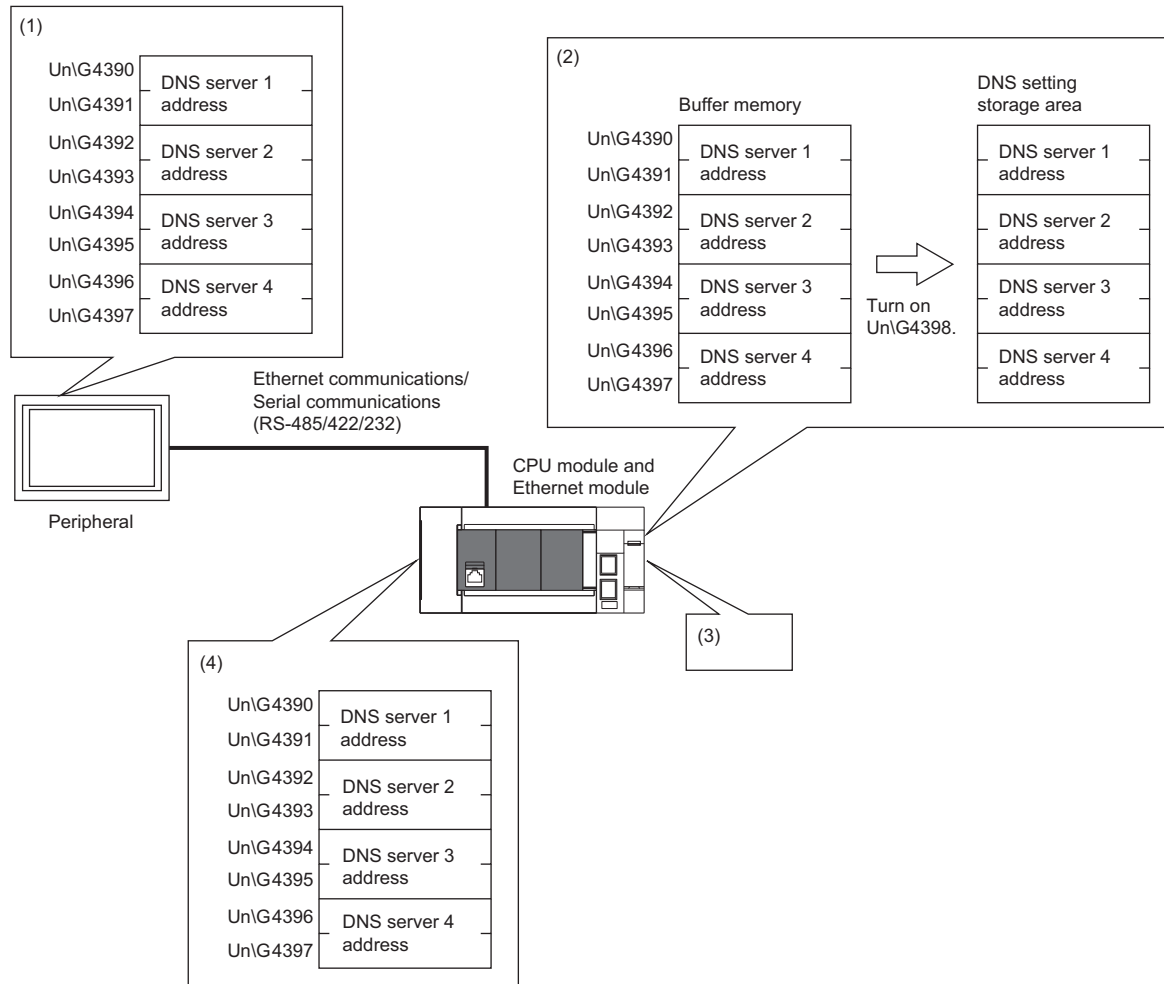 (1)
Un\G4390
Un\G4391
Un\G4392
Un\G4393
Un\G4394
Un\G4395
Un\G4396
Un\G4397
DNS server 1
address
DNS server 2
address
DNS server 3
address
DNS server 4
address
(2)
Buffer memory
Un\G4390
Un\G4391
Un\G4392
Un\G4393
Un\G4394
Un\G4395
Un\G4396
Un\G4397
DNS server 1
address
DNS server 2
address
DNS server 3
address
DNS server 4
address
Turn on
Un\G4398.
DNS setting
storage area
DNS server 1
address
DNS server 2
address
DNS server 3
address
DNS server 4
address
Ethernet communications/
Serial communications
(RS-485/422/232)
Peripheral
CPU module and
Ethernet module
(3)
(4)
Un\G4390
Un\G4391
Un\G4392
Un\G4393
Un\G4394
Un\G4395
Un\G4396
Un\G4397
DNS server 1
address
DNS server 2
address
DNS server 3
address
DNS server 4
address